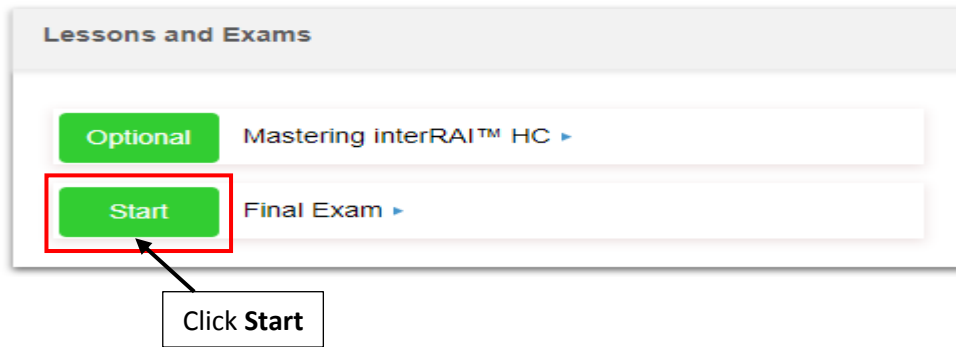 Lessons and Exams
Optional Mastering interRAI™ HC ▸
Start Final Exam ▸
Click Start